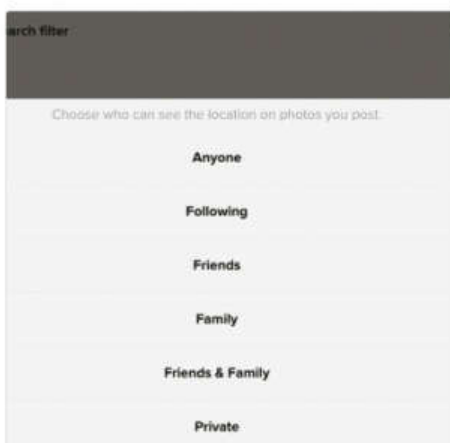 arch filter
Choose who can see the location on photos you post.
Anyone
Following
Friends
Family
Friends & Family
Private